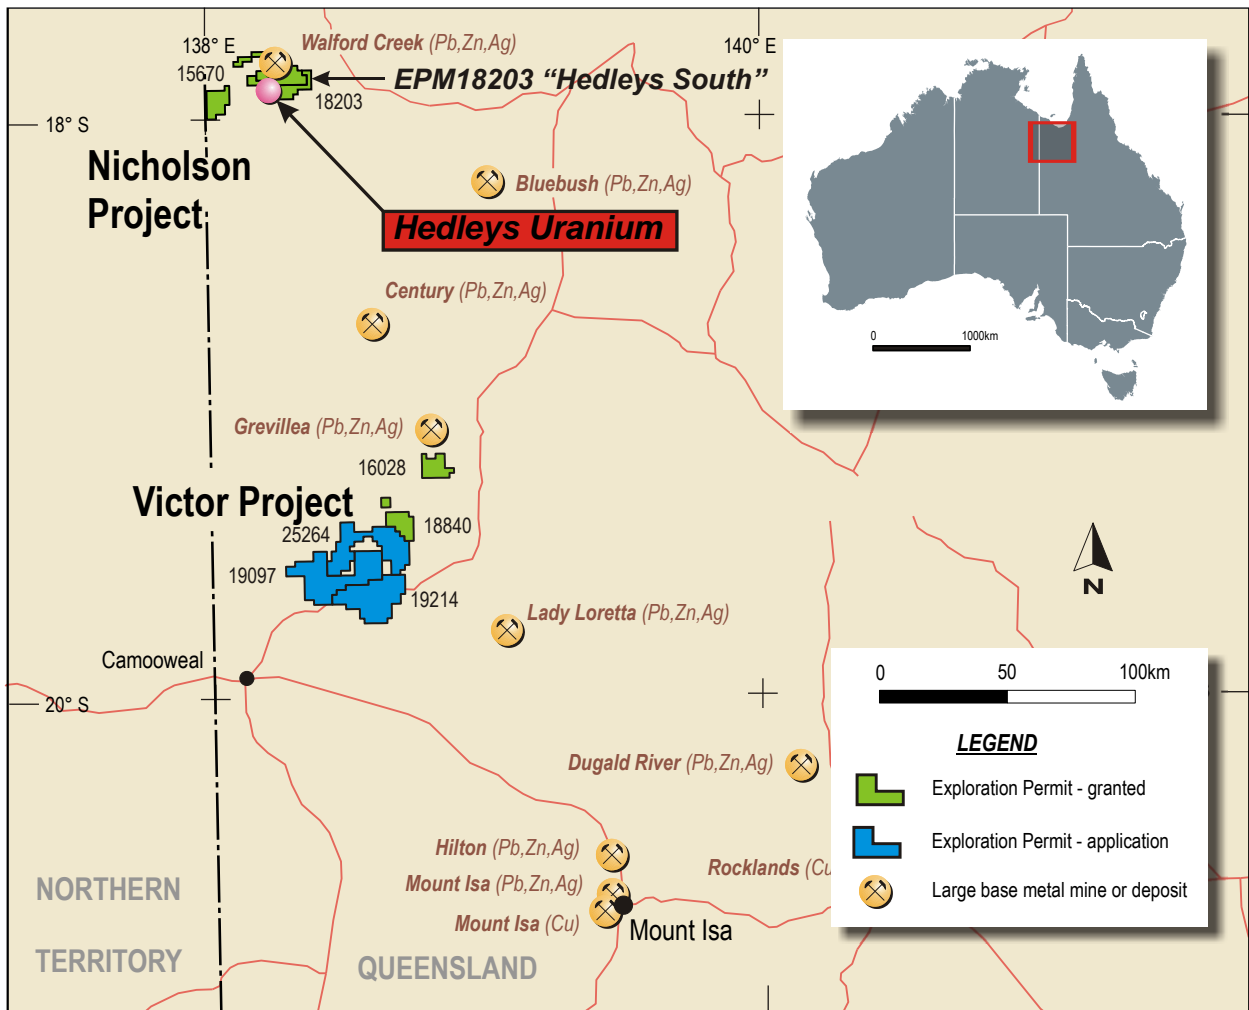 138° E
Walford Creek (Pb,Zn,Ag)
140° E
15670
EPM18203 “Hedleys South”
18203
18° S
Nicholson
Project
Bluebush (Pb,Zn,Ag)
Hedleys Uranium
Century (Pb,Zn,Ag)
0
1000km
Grevillea (Pb,Zn,Ag)
16028
Victor Project
25264
18840
19097
19214
N
Lady Loretta (Pb,Zn,Ag)
Camooweal
20° S
0
50
100km
LEGEND
Exploration Permit - granted
Exploration Permit - application
Large base metal mine or deposit
Dugald River (Pb,Zn,Ag)
Hilton (Pb,Zn,Ag)
Rocklands (Cu
Mount Isa (Pb,Zn,Ag)
Mount Isa (Cu)
Mount Isa
NORTHERN
TERRITORY
QUEENSLAND